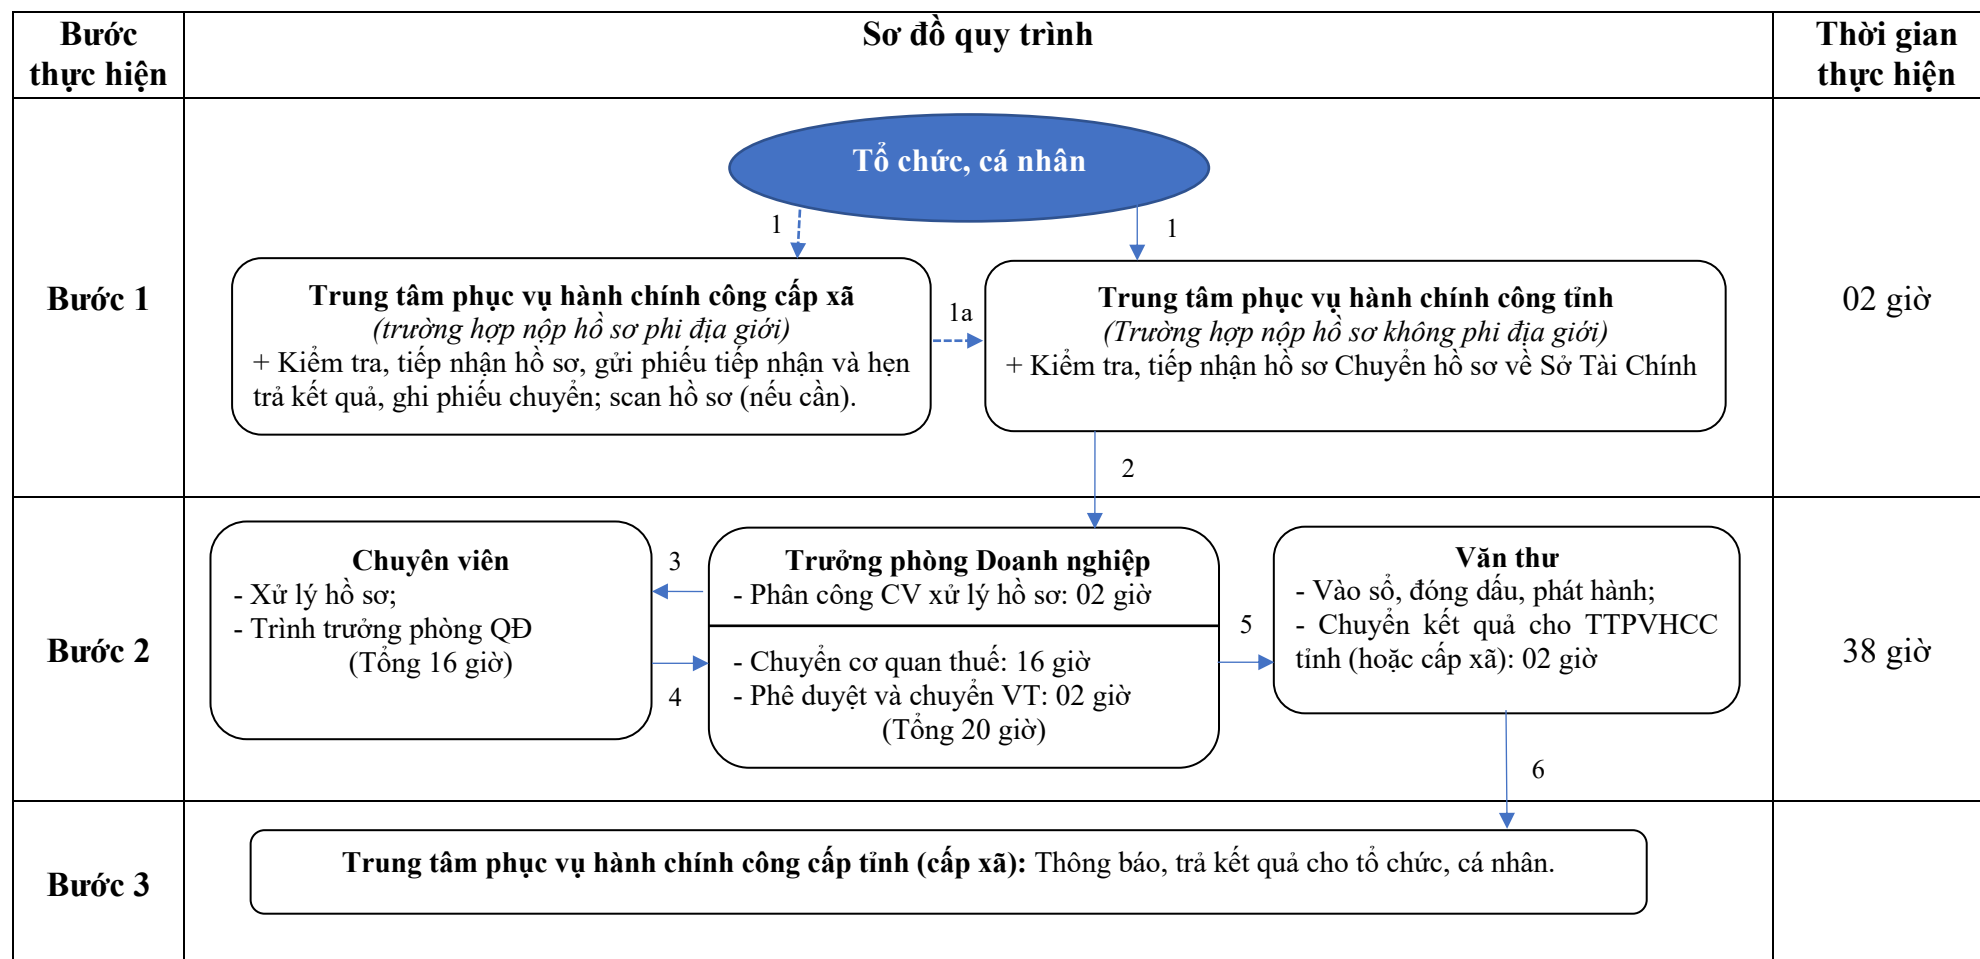 Bước
thực hiện
Sơ đồ quy trình
Thời gian
thực hiện
Bước 1
Tổ chức, cá nhân
1
1
Trung tâm phục vụ hành chính công cấp xã
(trường hợp nộp hồ sơ phi địa giới)
+ Kiểm tra, tiếp nhận hồ sơ, gửi phiếu tiếp nhận và hẹn
trả kết quả, ghi phiếu chuyển; scan hồ sơ (nếu cần).
1a
Trung tâm phục vụ hành chính công tỉnh
(Trường hợp nộp hồ sơ không phi địa giới)
+ Kiểm tra, tiếp nhận hồ sơ Chuyển hồ sơ về Sở Tài Chính
02 giờ
2
Bước 2
Chuyên viên
- Xử lý hồ sơ;
- Trình trưởng phòng QĐ
(Tổng 16 giờ)
3
4
Trưởng phòng Doanh nghiệp
- Phân công CV xử lý hồ sơ: 02 giờ
- Chuyển cơ quan thuế: 16 giờ
- Phê duyệt và chuyển VT: 02 giờ
(Tổng 20 giờ)
5
Văn thư
- Vào sổ, đóng dấu, phát hành;
- Chuyển kết quả cho TTPVHCC
tỉnh (hoặc cấp xã): 02 giờ
38 giờ
6
Bước 3
Trung tâm phục vụ hành chính công cấp tỉnh (cấp xã): Thông báo, trả kết quả cho tổ chức, cá nhân.